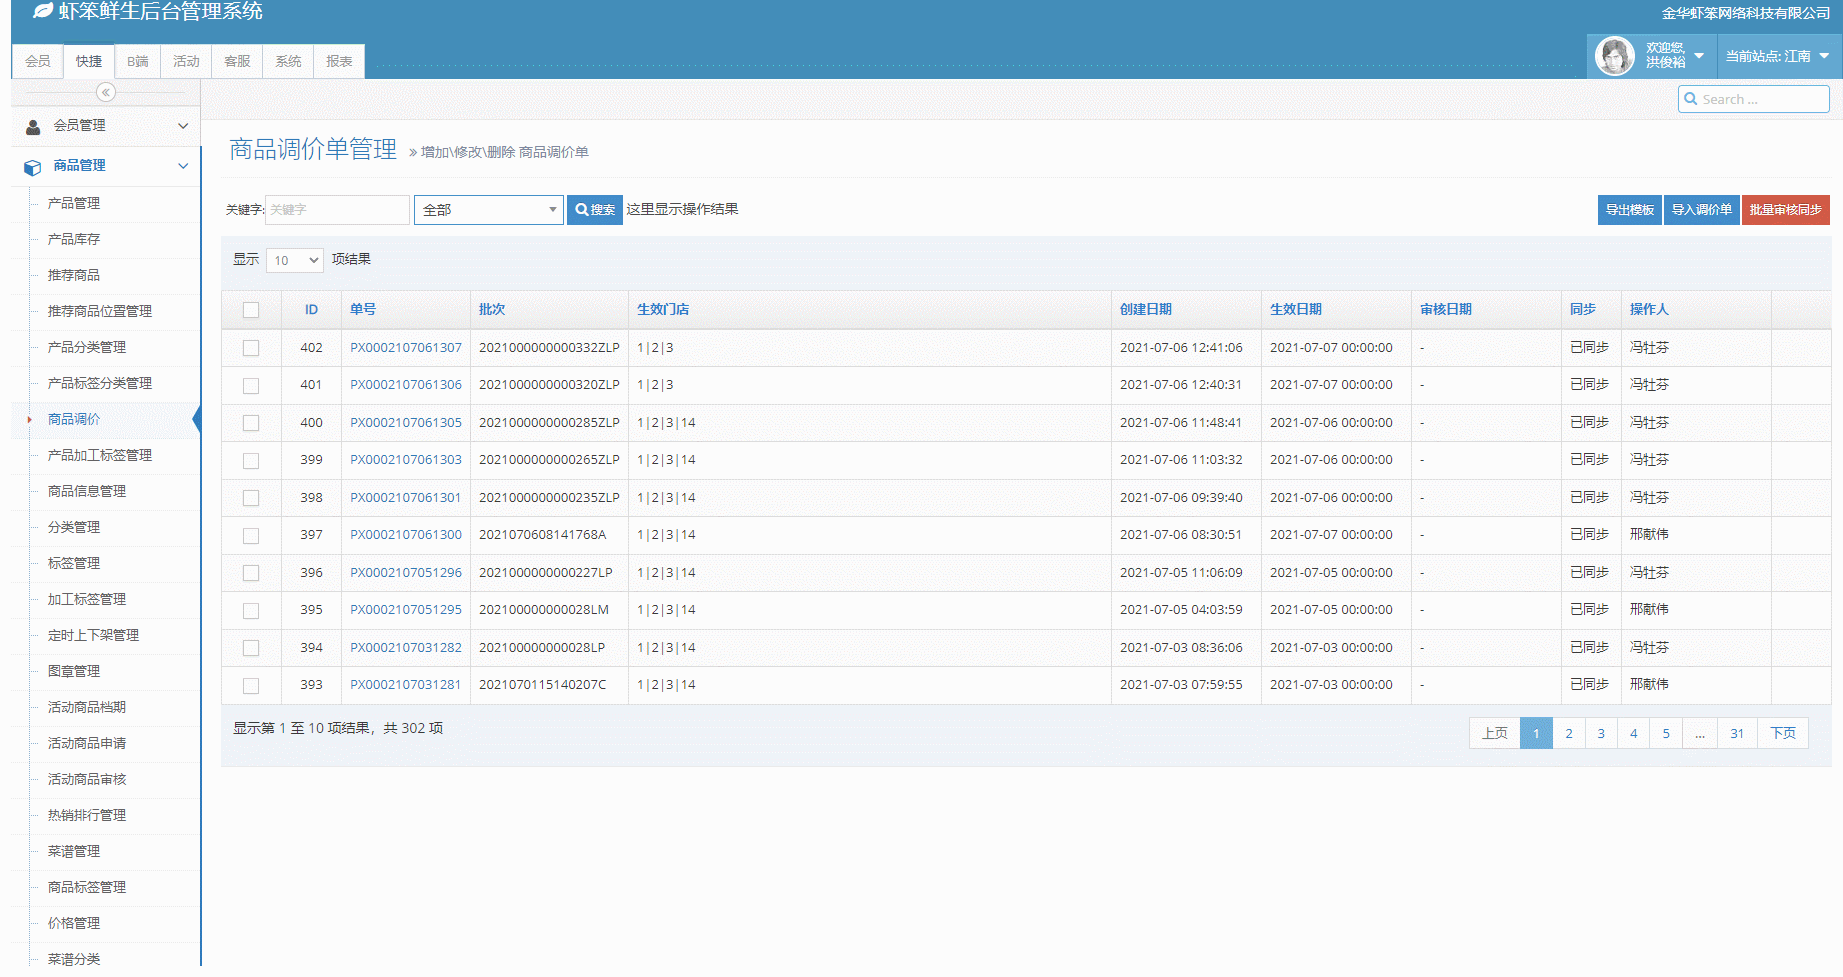 虾笨鲜生后台管理系统
金华虾笨网络科技有限公司
会员 快捷 B端 活动 客服 系统 报表
欢迎您, 洪俊裕
当前站点: 江南
Search ...
会员管理
商品管理
产品管理
产品库存
推荐商品
推荐商品位置管理
产品分类管理
产品标签分类管理
商品调价
产品加工标签管理
商品信息管理
分类管理
标签管理
加工标签管理
定时上下架管理
图章管理
活动商品档期
活动商品申请
活动商品审核
热销排行管理
菜谱管理
商品标签管理
价格管理
菜谱分类
商品调价单管理 » 增加\修改\删除 商品调价单
关键字: 关键字 全部 搜索 这里显示操作结果 导出模板 导入调价单 批量审核同步
显示 10 项结果
ID 单号 批次 生效门店 创建日期 生效日期 审核日期 同步 操作人
402 PX0002107061307 2021000000000332ZLP 1|2|3 2021-07-06 12:41:06 2021-07-07 00:00:00 - 已同步 冯牡芬
401 PX0002107061306 2021000000000320ZLP 1|2|3 2021-07-06 12:40:31 2021-07-07 00:00:00 - 已同步 冯牡芬
400 PX0002107061305 2021000000000285ZLP 1|2|3|14 2021-07-06 11:48:41 2021-07-06 00:00:00 - 已同步 冯牡芬
399 PX0002107061303 2021000000000265ZLP 1|2|3|14 2021-07-06 11:03:32 2021-07-06 00:00:00 - 已同步 冯牡芬
398 PX0002107061301 2021000000000235ZLP 1|2|3|14 2021-07-06 09:39:40 2021-07-06 00:00:00 - 已同步 冯牡芬
397 PX0002107061300 2021070608141768A 1|2|3|14 2021-07-06 08:30:51 2021-07-07 00:00:00 - 已同步 邢献伟
396 PX0002107051296 2021000000000227LP 1|2|3|14 2021-07-05 11:06:09 2021-07-05 00:00:00 - 已同步 冯牡芬
395 PX0002107051295 202100000000028LM 1|2|3|14 2021-07-05 04:03:59 2021-07-05 00:00:00 - 已同步 邢献伟
394 PX0002107031282 202100000000028LP 1|2|3|14 2021-07-03 08:36:06 2021-07-03 00:00:00 - 已同步 冯牡芬
393 PX0002107031281 2021070115140207C 1|2|3|14 2021-07-03 07:59:55 2021-07-03 00:00:00 - 已同步 邢献伟
显示第 1 至 10 项结果，共 302 项
上页 1 2 3 4 5 ... 31 下页